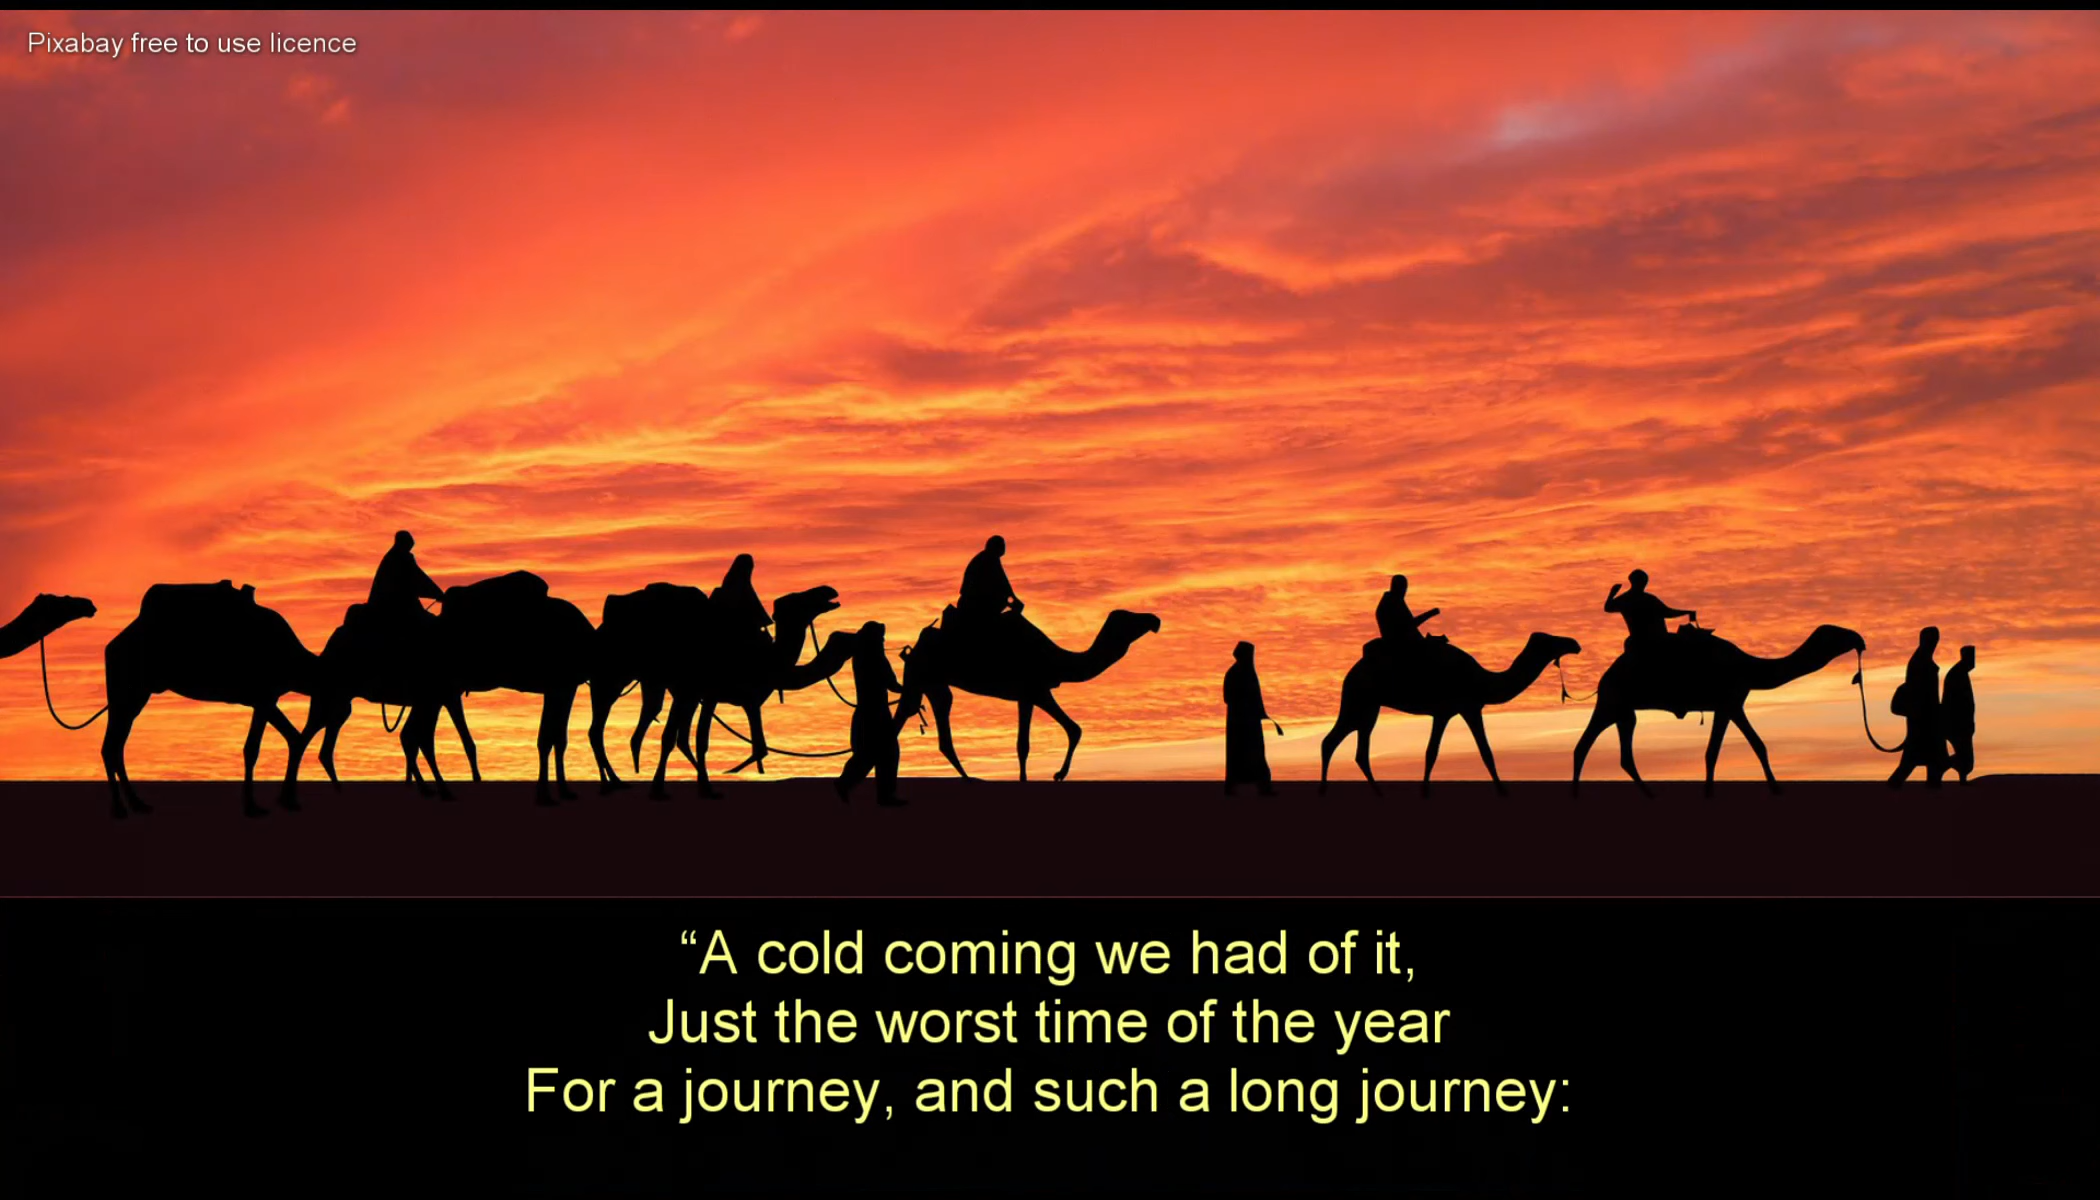 Pixabay free to use licence
“A cold coming we had of it,
Just the worst time of the year
For a journey, and such a long journey: